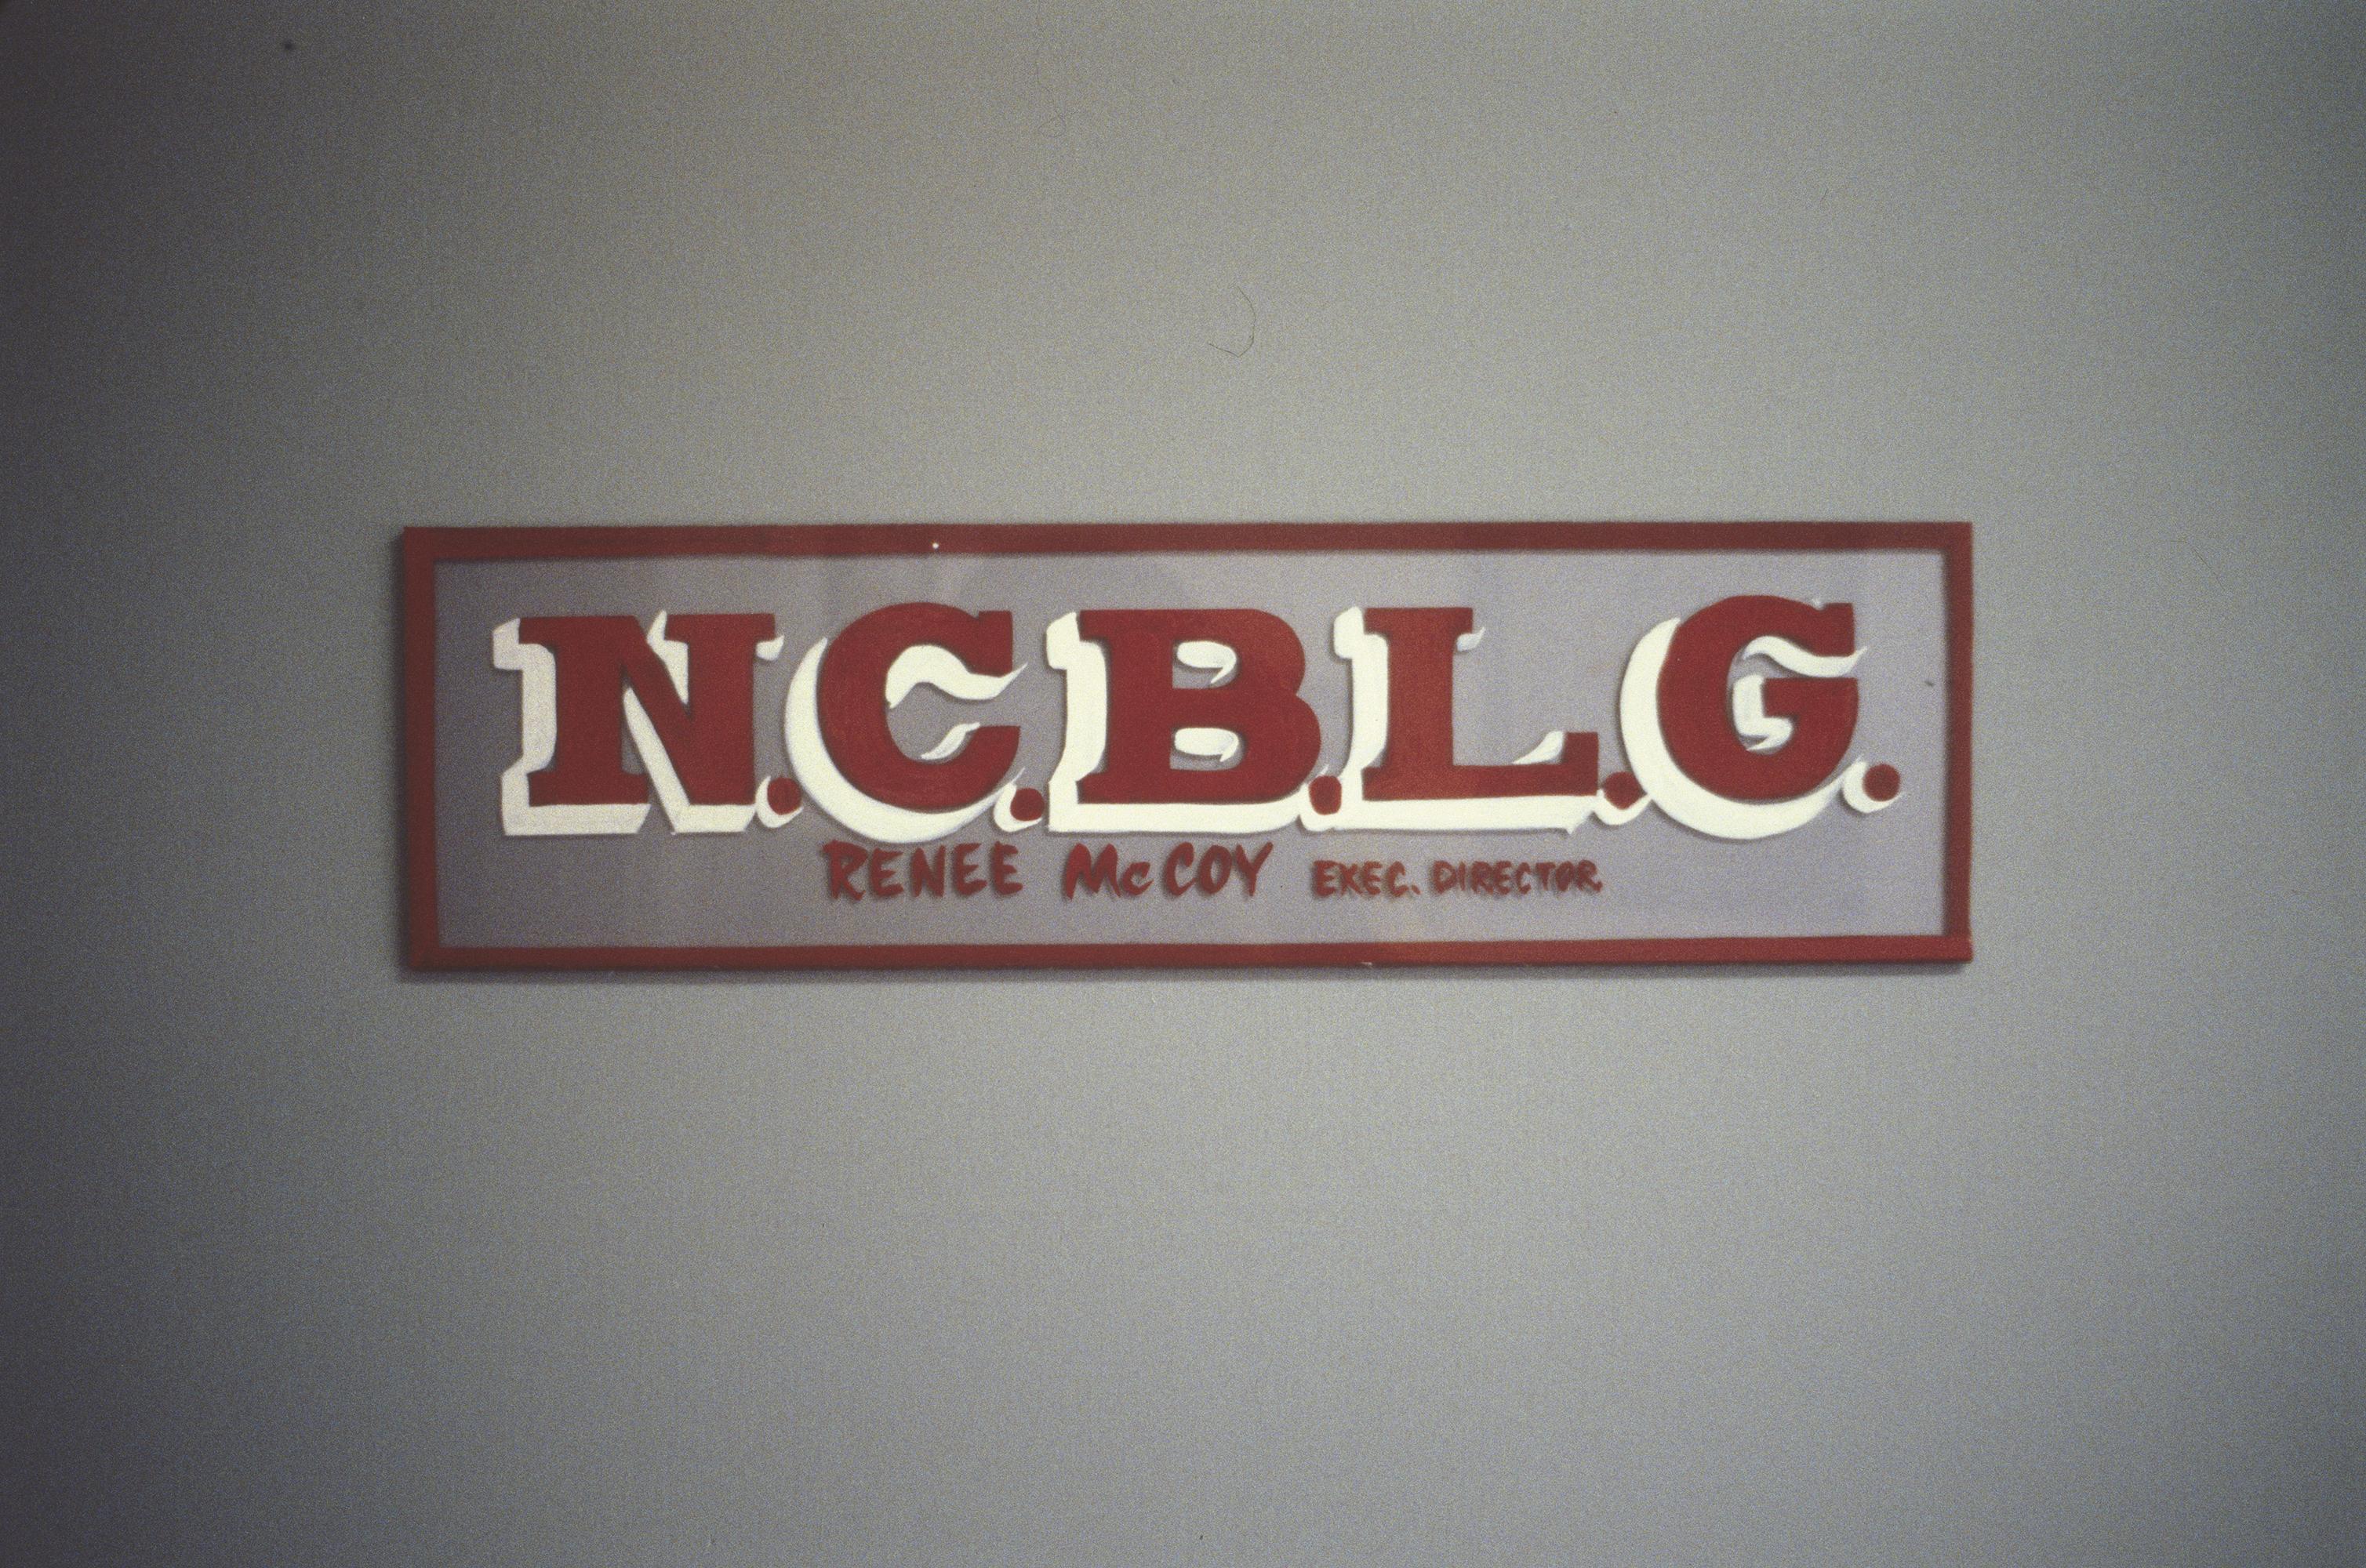 N.C.B.L.G.
RENEE McCOY EXEC. DIRECTOR